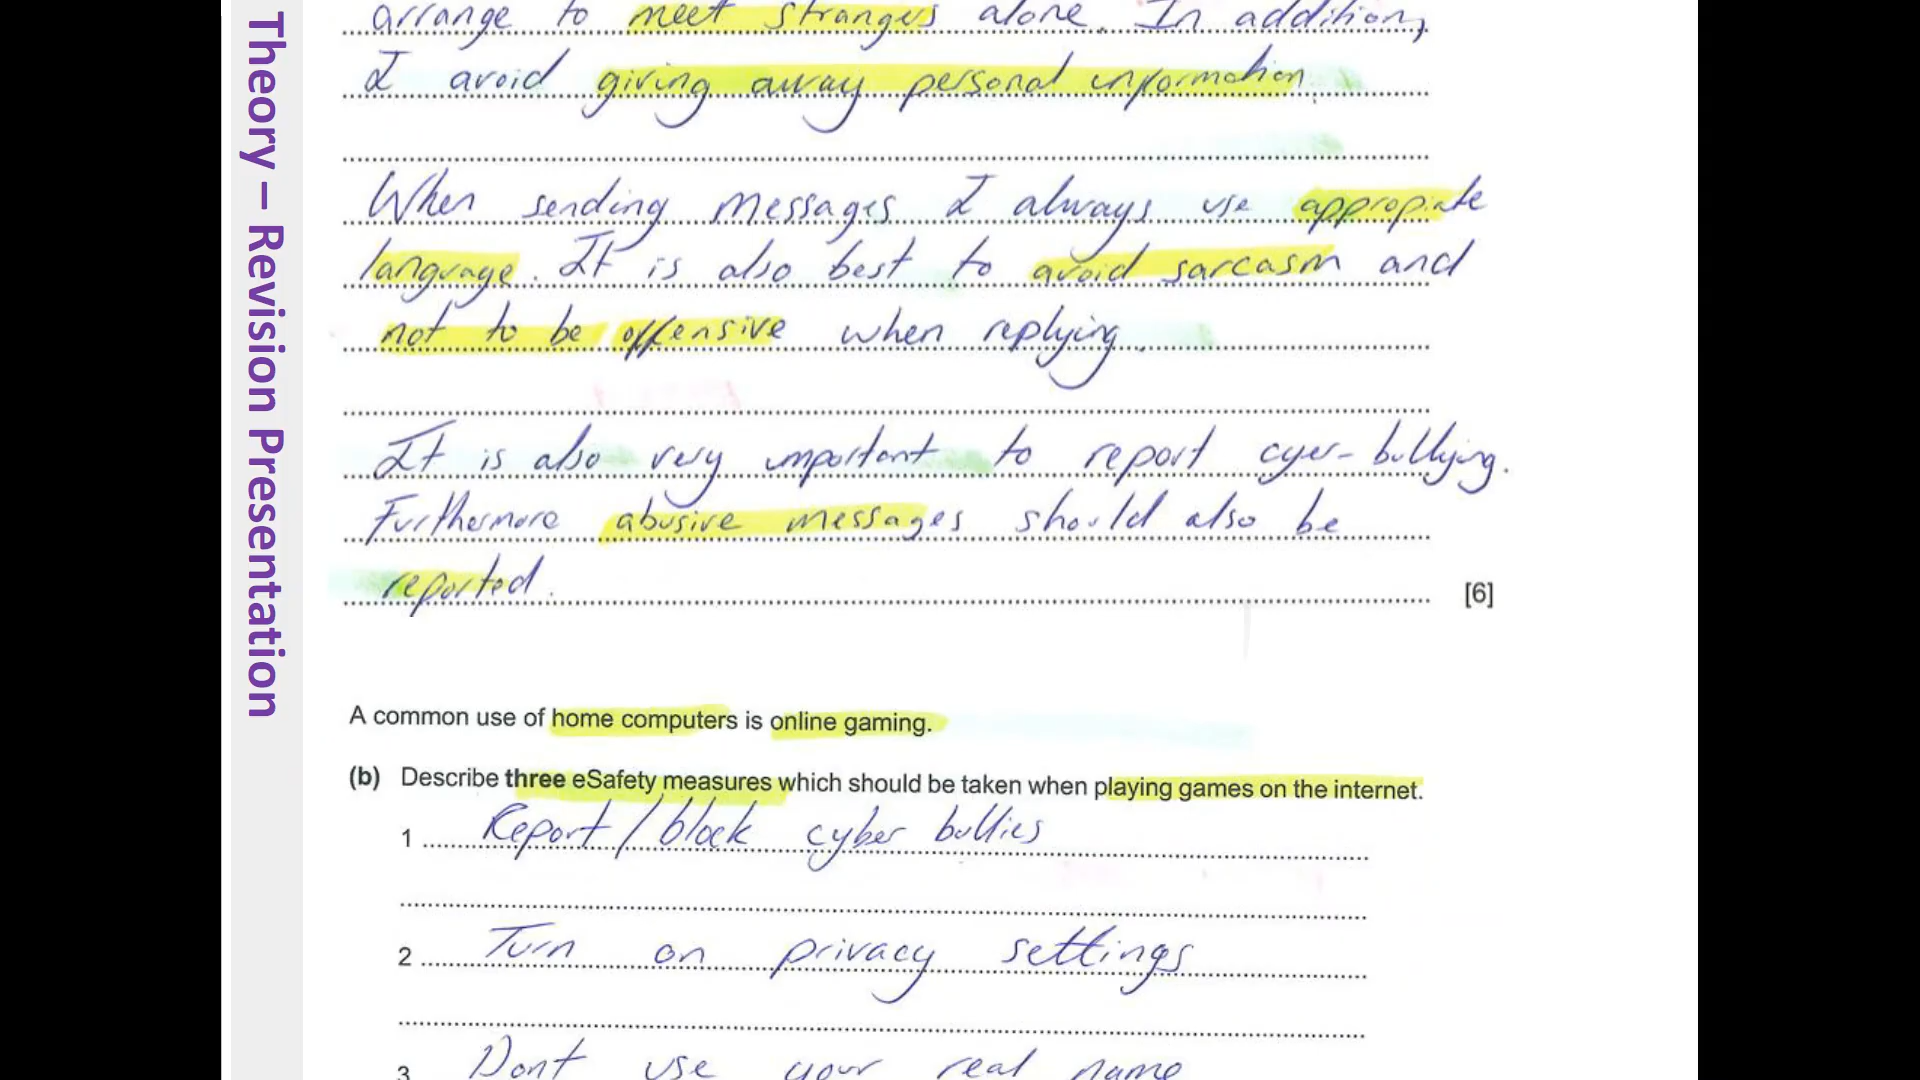 Theory – Revision Presentation
arrange to meet strangers alone. In addition,
I avoid giving away personal information.
When sending messages I always use appropiate
language. It is also best to avoid sarcasm and
not to be offensive when replying.
It is also very important to report cyer-bullying.
Furthermore abusive messages should also be
reported.
[6]
A common use of home computers is online gaming.
(b) Describe three eSafety measures which should be taken when playing games on the internet.
1 Report/block cyber bullies
2 Turn on privacy settings
3 Dont use your real name